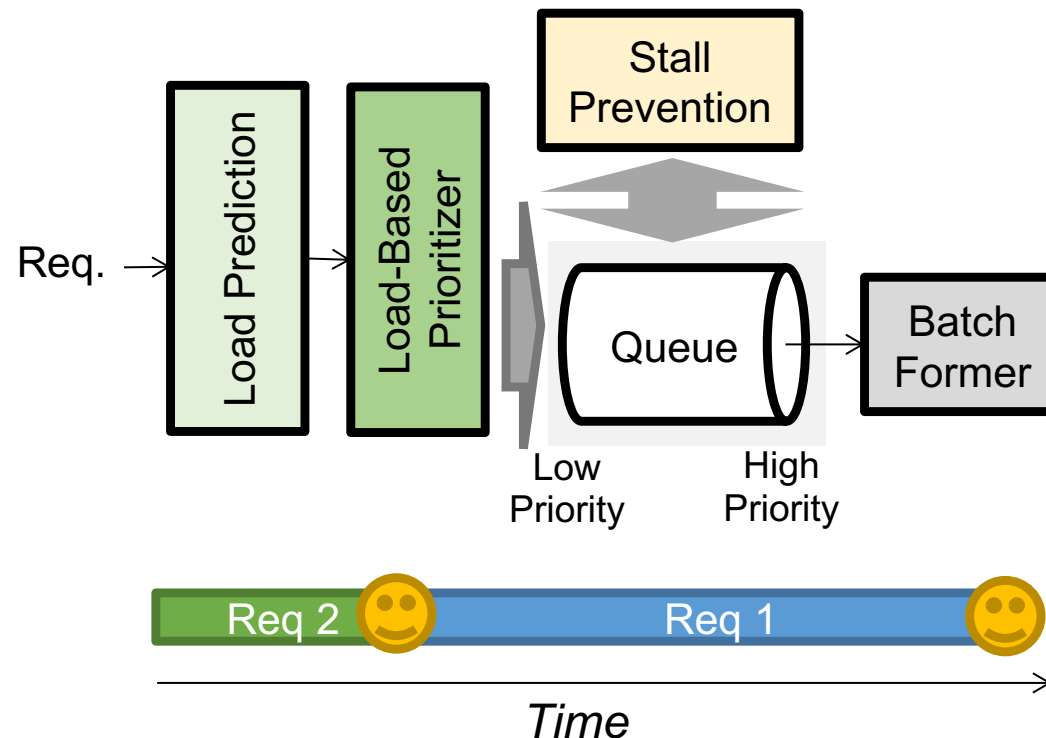 Stall
Prevention
Req.
Load Prediction
Load-Based
Prioritizer
Queue
Batch
Former
Low
Priority
High
Priority
Req 2
Req 1
Time